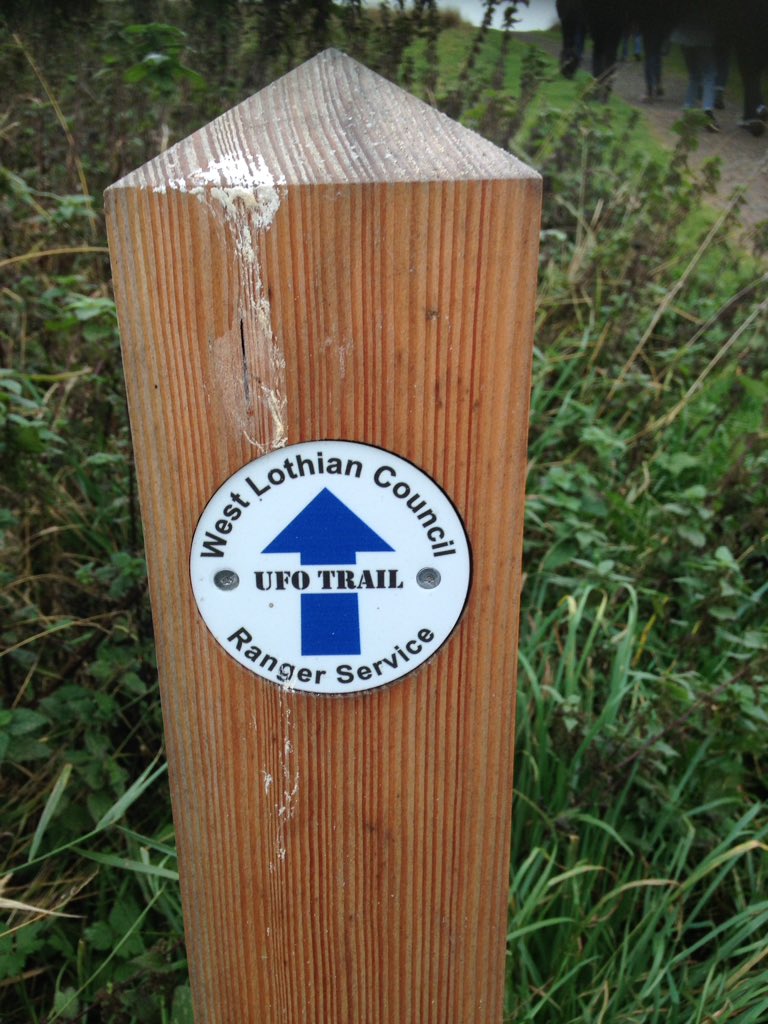 West Lothian Council
UFO TRAIL
Ranger Service